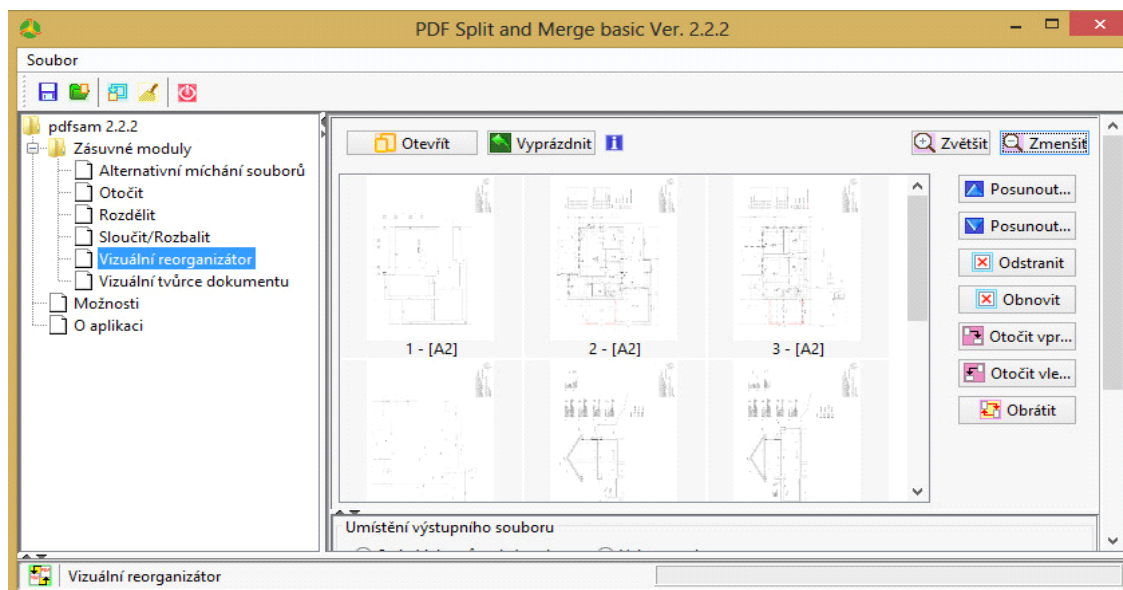 PDF Split and Merge basic Ver. 2.2.2
Soubor
pdfsam 2.2.2
Zásuvné moduly
Alternativní míchání souborů
Otočit
Rozdělit
Sloučit/Rozbalit
Vizuální reorganizátor
Vizuální tvůrce dokumentu
Možnosti
O aplikaci
Otevřít
Vyprázdnit
Zvětšit
Zmenšit
1 - [A2]
2 - [A2]
3 - [A2]
Posunout...
Posunout...
Odstranit
Obnovit
Otočit vpr...
Otočit vle...
Obrátit
Umístění výstupního souboru
Vizuální reorganizátor